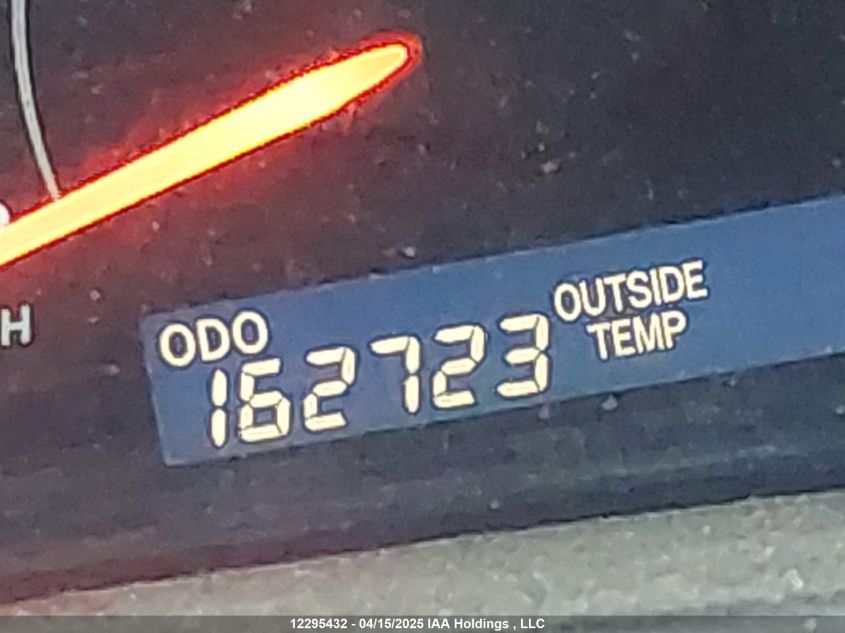 H
ODO
OUTSIDE
TEMP
162723
12295432 - 04/15/2025 IAA Holdings , LLC